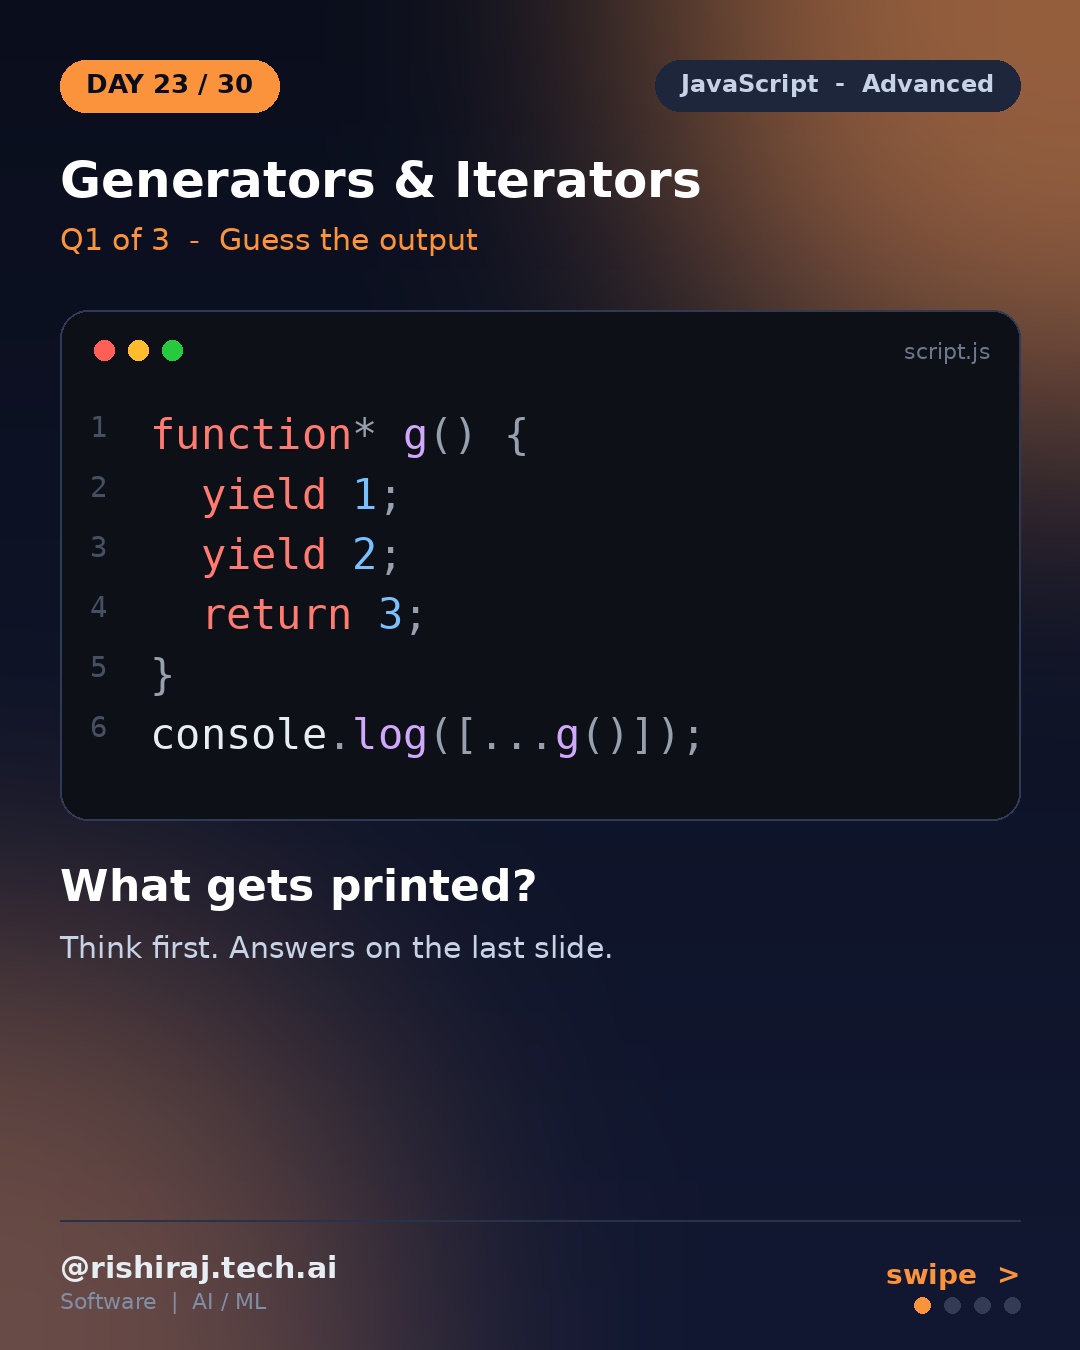 DAY 23 / 30
JavaScript - Advanced
Generators & Iterators
Q1 of 3 - Guess the output
script.js
1 function* g() {
2   yield 1;
3   yield 2;
4   return 3;
5 }
6 console.log([...g()]);
What gets printed?
Think first. Answers on the last slide.
@rishiraj.tech.ai
Software | AI / ML
swipe >